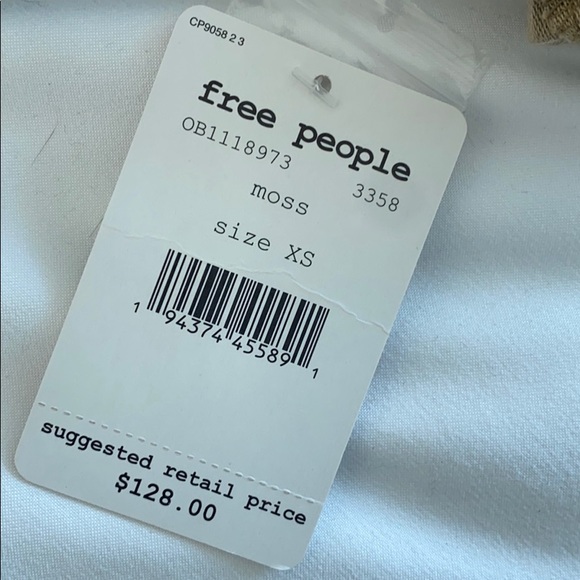 CP9058 2 3
free people
OB1118973 3358
moss
size XS
1 94374 45589 1
suggested retail price
$128.00